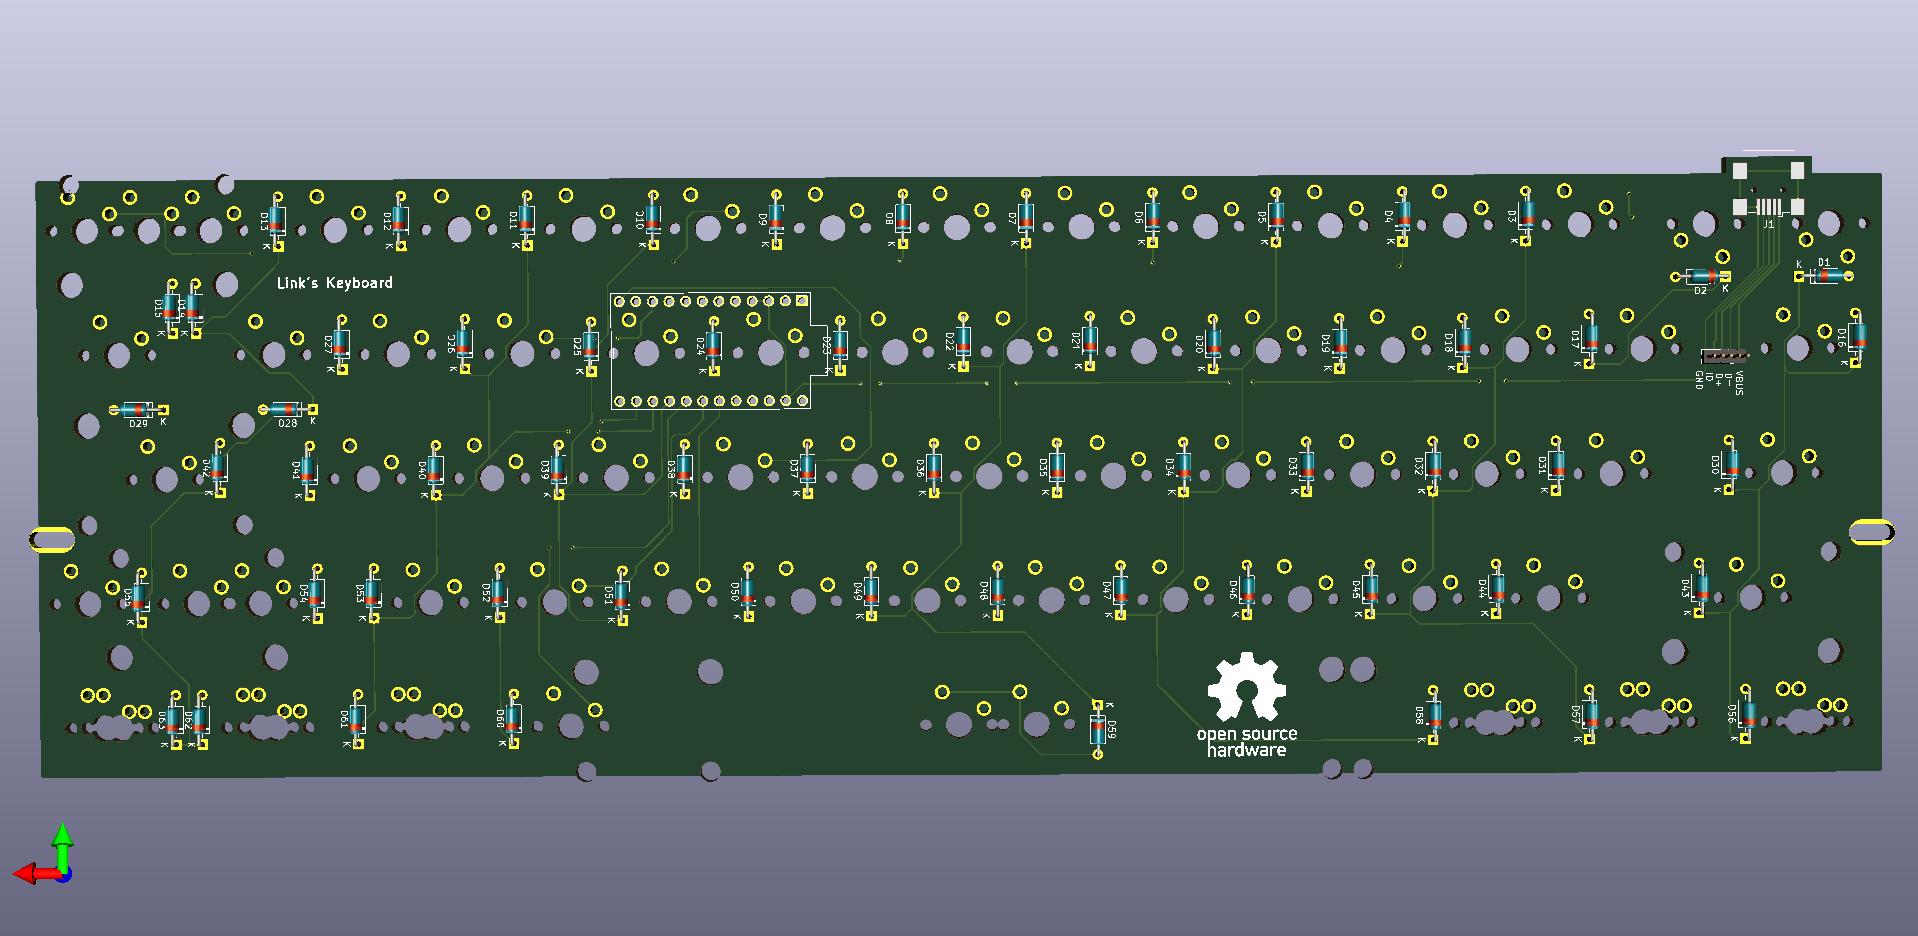 D13
K
D12
K
D11
K
D10
K
D9
K
D8
K
D7
K
D6
K
D5
K
D4
K
D3
K
J1
Link's Keyboard
D2
K
K
D1
D15
K
D14
K
D27
K
D26
K
D25
K
D24
K
D23
K
D22
K
D21
K
D20
K
D19
K
D18
K
D17
K
D16
K
GND
ID
D+
D-
VBUS
D29
K
D28
K
D42
K
D41
K
D40
K
D39
K
D38
K
D37
K
D36
K
D35
K
D34
K
D33
K
D32
K
D31
K
D30
K
D55
K
D54
K
D53
K
D52
K
D51
K
D50
K
D49
K
D48
K
D47
K
D46
K
D45
K
D44
K
D43
K
D63
K
D62
K
D61
K
D60
K
K
D59
D58
K
D57
K
D56
K
open source
hardware